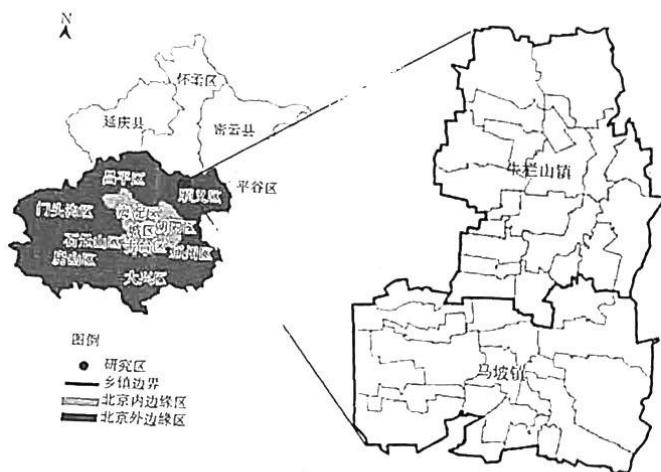 N
怀柔区
延庆县
密云县
昌平区
顺义区
平谷区
门头沟区
海淀区
朝阳区
城区
石景山区
丰台区
通州区
房山区
大兴区
牛栏山镇
马坡镇
图例
研究区
乡镇边界
北京内边缘区
北京外边缘区